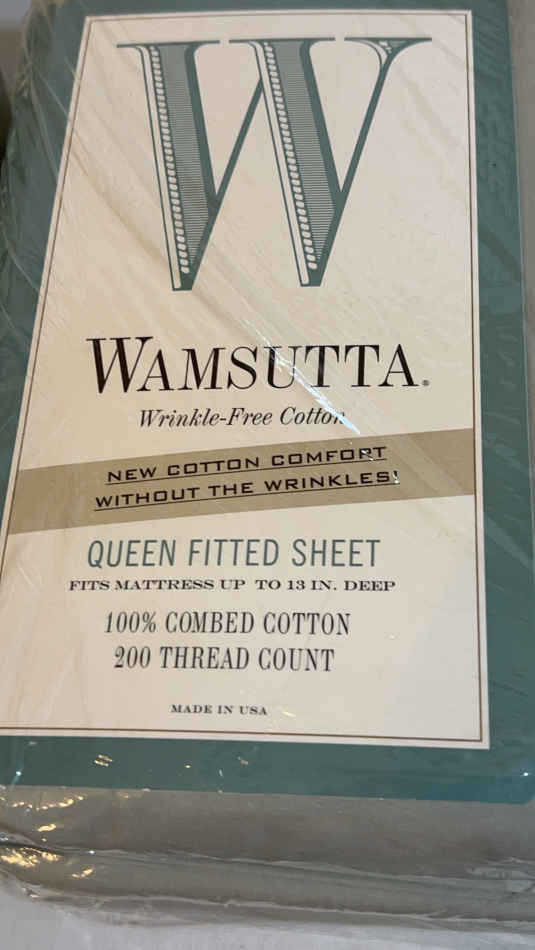 W
WAMSUTTA®
Wrinkle-Free Cotton
NEW COTTON COMFORT
WITHOUT THE WRINKLES!
QUEEN FITTED SHEET
FITS MATTRESS UP TO 13 IN. DEEP
100% COMBED COTTON
200 THREAD COUNT
MADE IN USA